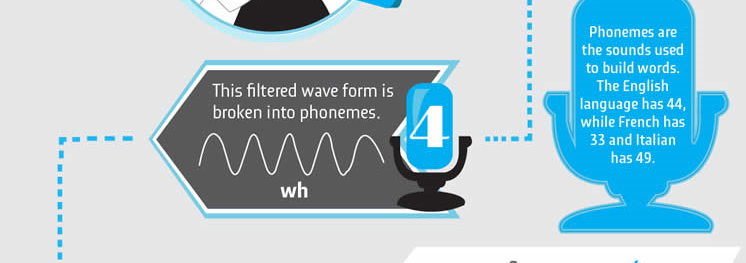 This filtered wave form is
broken into phonemes.
wh
4
Phonemes are
the sounds used
to build words.
The English
language has 44,
while French has
33 and Italian
has 49.